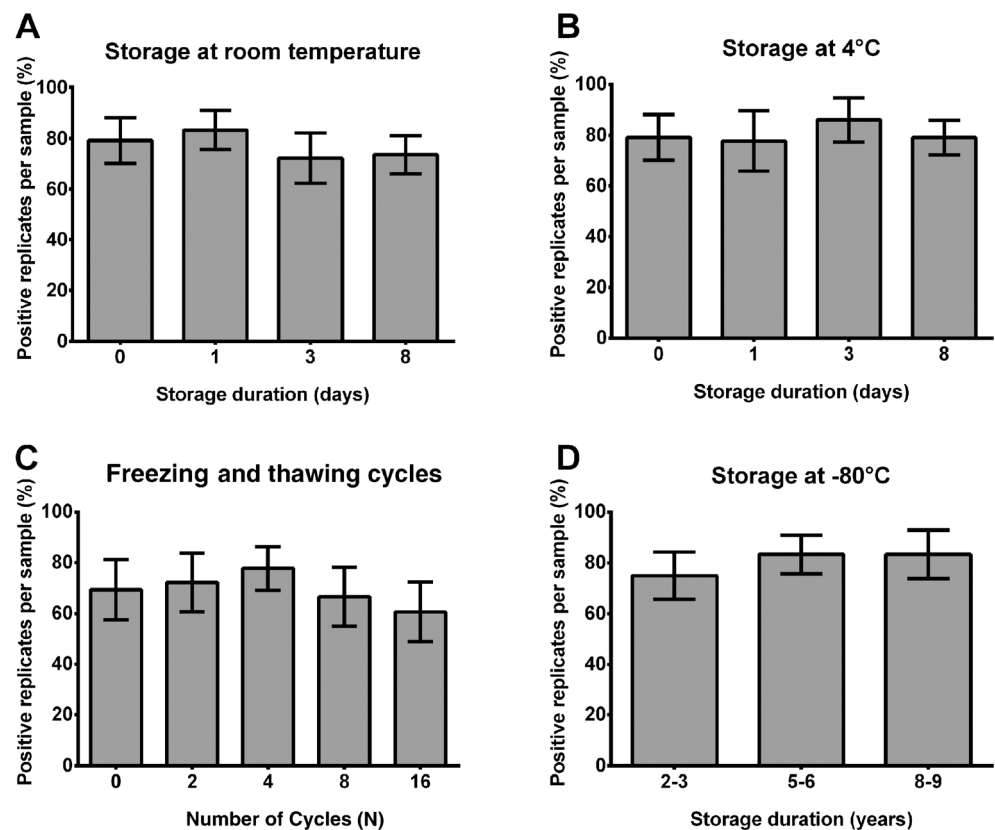 A
Storage at room temperature
Positive replicates per sample (%)
100
80
60
40
20
0
0 1 3 8
Storage duration (days)
B
Storage at 4°C
Positive replicates per sample (%)
100
80
60
40
20
0
0 1 3 8
Storage duration (days)
C
Freezing and thawing cycles
Positive replicates per sample (%)
100
80
60
40
20
0
0 2 4 8 16
Number of Cycles (N)
D
Storage at -80°C
Positive replicates per sample (%)
100
80
60
40
20
0
2-3 5-6 8-9
Storage duration (years)